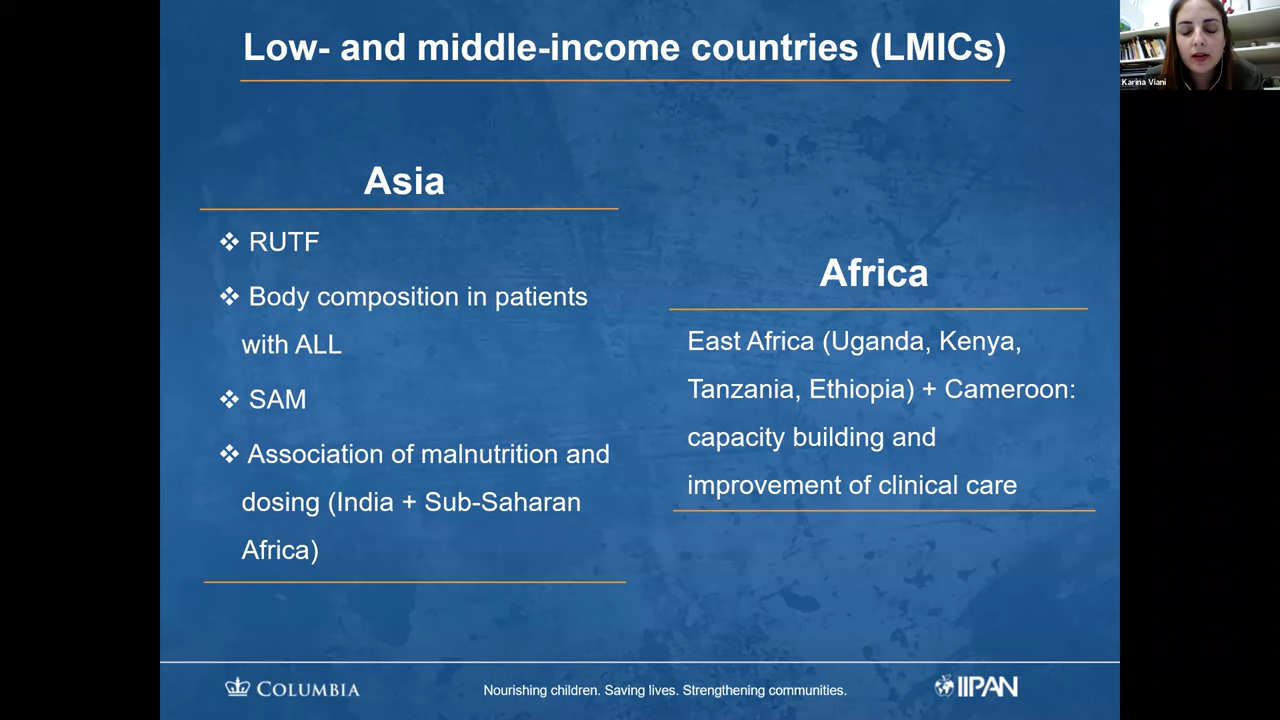 Low- and middle-income countries (LMICs)
Karina Viani
Asia
❖ RUTF
❖ Body composition in patients
with ALL
❖ SAM
❖ Association of malnutrition and
dosing (India + Sub-Saharan
Africa)
Africa
East Africa (Uganda, Kenya,
Tanzania, Ethiopia) + Cameroon:
capacity building and
improvement of clinical care
COLUMBIA
Nourishing children. Saving lives. Strengthening communities.
IIPAN